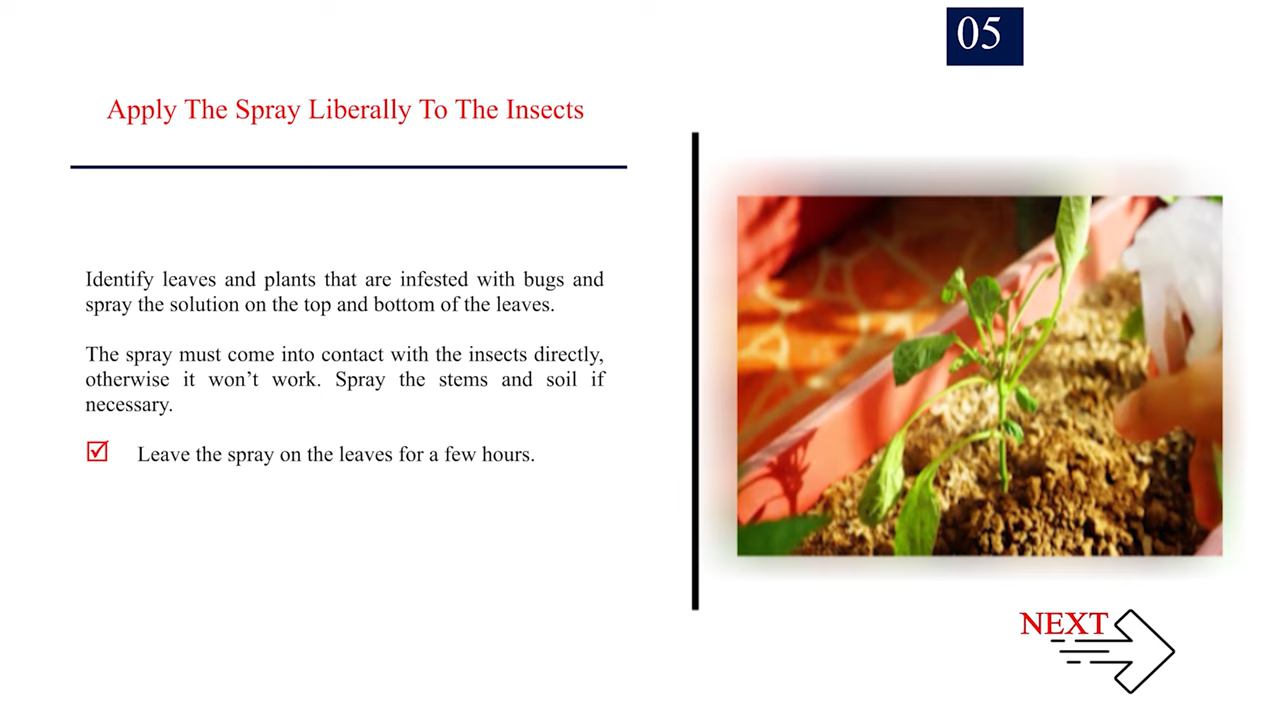 05
Apply The Spray Liberally To The Insects
Identify leaves and plants that are infested with bugs and
spray the solution on the top and bottom of the leaves.
The spray must come into contact with the insects directly,
otherwise it won’t work. Spray the stems and soil if
necessary.
Leave the spray on the leaves for a few hours.
NEXT